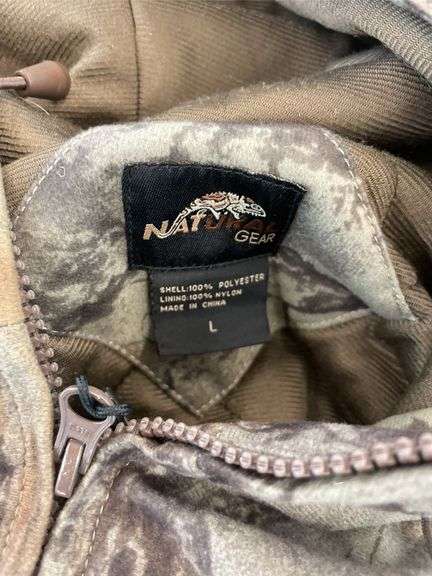 NATURAL
GEAR
SHELL:100% POLYESTER
LINING:100% NYLON
MADE IN CHINA
L